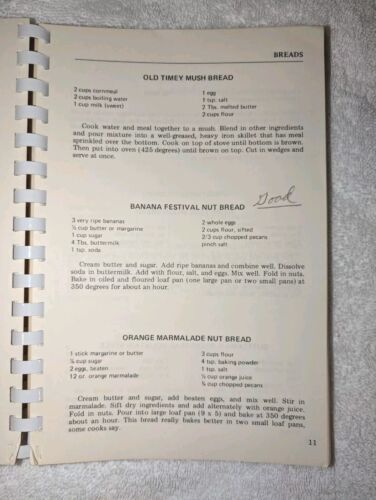 BREADS
OLD TIMEY MUSH BREAD
2 cups cornmeal 1 egg
2 cups boiling water 1 tsp. salt
1 cup milk (sweet) 2 Tbs. melted butter
2 cups flour
Cook water and meal together to a mush. Blend in other ingredients
and pour mixture into a well-greased, heavy iron skillet that has meal
sprinkled over the bottom. Cook on top of stove until bottom is brown.
Then put into oven (425 degrees) until brown on top. Cut in wedges and
serve at once.
Good
BANANA FESTIVAL NUT BREAD
3 very ripe bananas 2 whole eggs
½ cup butter or margarine 2 cups flour, sifted
1 cup sugar 2/3 cup chopped pecans
4 Tbs. buttermilk pinch salt
1 tsp. soda
Cream butter and sugar. Add ripe bananas and combine well. Dissolve
soda in buttermilk. Add with flour, salt, and eggs. Mix well. Fold in nuts.
Bake in oiled and floured loaf pan (one large pan or two small pans) at
350 degrees for about an hour.
ORANGE MARMALADE NUT BREAD
1 stick margarine or butter 3 cups flour
cup sugar 4 tsp. baking powder
2 eggs, beaten 1 tsp. salt
12 oz. orange marmalade cup orange juice
cup chopped pecans
Cream butter and sugar, add beaten eggs, and mix well. Stir in
marmalade. Sift dry ingredients and add alternately with orange juice.
Fold in nuts. Pour into large loaf pan (9 x 5) and bake at 350 degrees
about an hour. This bread really bakes better in two small loaf pans,
some cooks say.
11